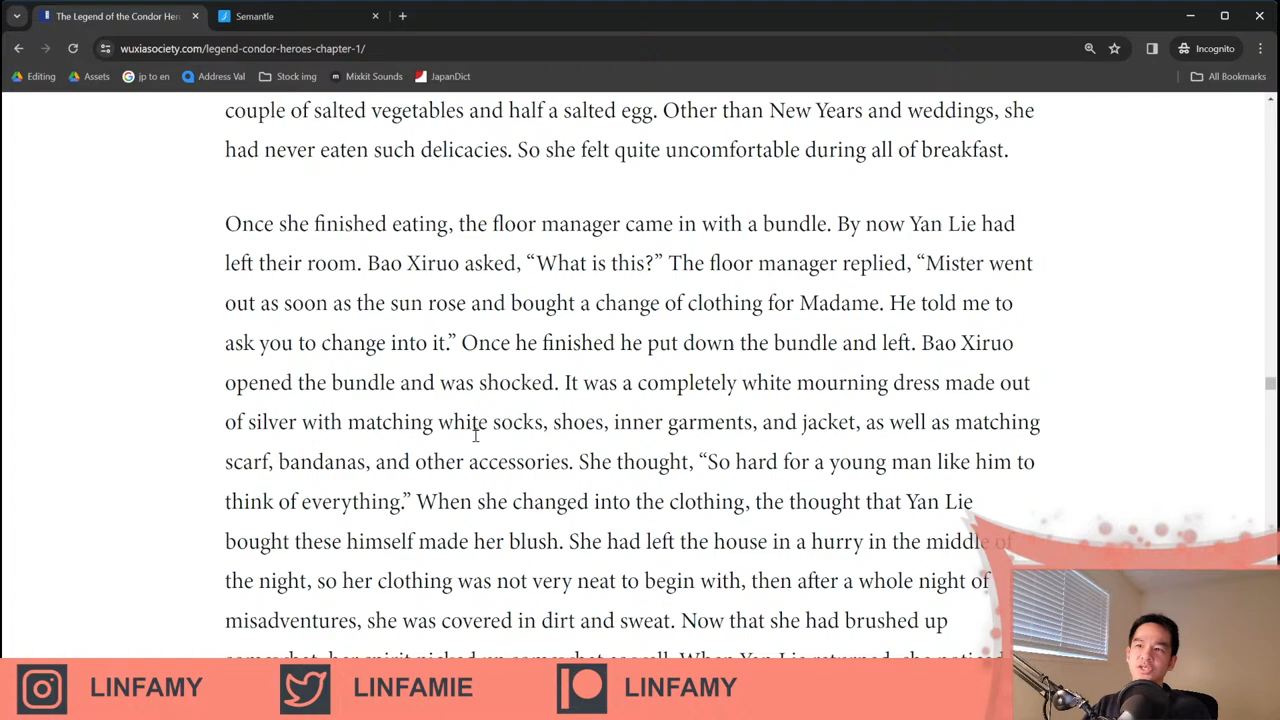 The Legend of the Condor Her
Semantle
wuxiasociety.com/legend-condor-heroes-chapter-1/
Incognito
Editing
Assets
jp to en
Address Val
Stock img
Mixkit Sounds
JapanDict
All Bookmarks
couple of salted vegetables and half a salted egg. Other than New Years and weddings, she
had never eaten such delicacies. So she felt quite uncomfortable during all of breakfast.
Once she finished eating, the floor manager came in with a bundle. By now Yan Lie had
left their room. Bao Xiruo asked, “What is this?” The floor manager replied, “Mister went
out as soon as the sun rose and bought a change of clothing for Madame. He told me to
ask you to change into it.” Once he finished he put down the bundle and left. Bao Xiruo
opened the bundle and was shocked. It was a completely white mourning dress made out
of silver with matching white socks, shoes, inner garments, and jacket, as well as matching
scarf, bandanas, and other accessories. She thought, “So hard for a young man like him to
think of everything.” When she changed into the clothing, the thought that Yan Lie
bought these himself made her blush. She had left the house in a hurry in the middle of
the night, so her clothing was not very neat to begin with, then after a whole night of
misadventures, she was covered in dirt and sweat. Now that she had brushed up
LINFAMY
LINFAMIE
LINFAMY